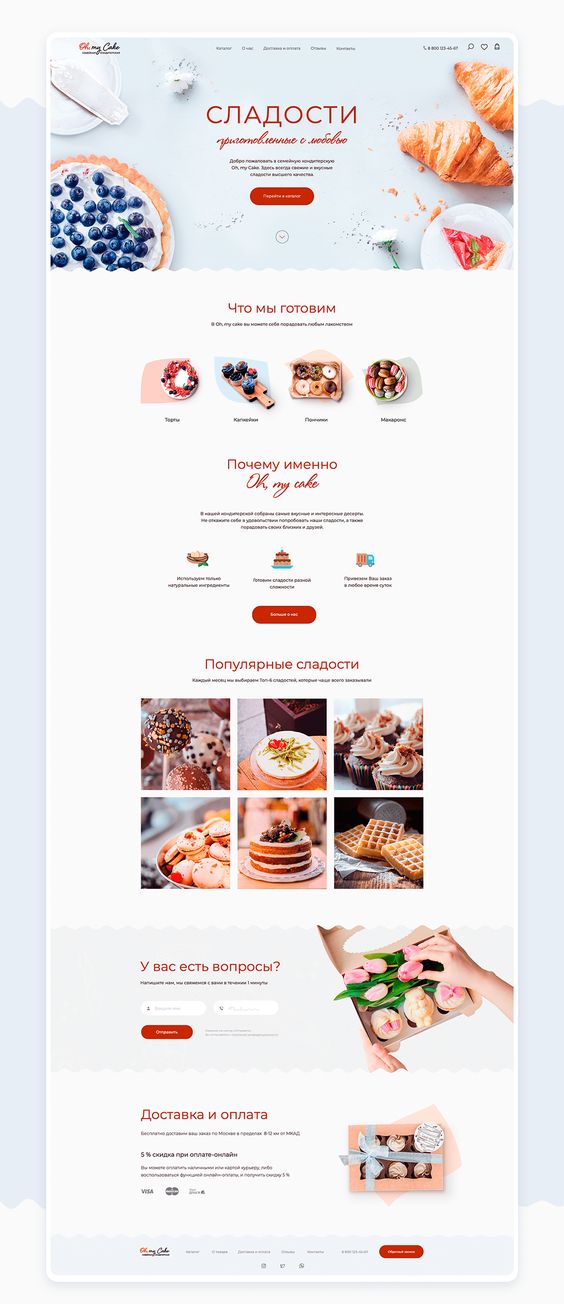 Oh, my Cake
Каталог О нас Доставка и оплата Отзывы Контакты
8 800 123-45-67
СЛАДОСТИ
приготовленные с любовью
Добро пожаловать в семейную кондитерскую
Oh, my Cake. Здесь всегда свежие и вкусные
сладости высшего качества.
Перейти в каталог
Что мы готовим
В Oh, my cake вы можете себя порадовать любым лакомством
Торты
Капкейки
Пончики
Макаронс
Почему именно
Oh, my cake
В нашей кондитерской собраны самые вкусные и интересные десерты.
Не откажите себе в удовольствии попробовать наши сладости, а также
порадовать своих близких и друзей.
Используем только
натуральные ингредиенты
Готовим сладости разной
сложности
Привезем Ваш заказ
в любое время суток
Больше о нас
Популярные сладости
Каждый месяц мы выбираем Топ-6 сладостей, которые чаще всего заказывали
У вас есть вопросы?
Напишите нам, мы свяжемся с вами в течении 1 минуты
Введите имя
Отправить
Доставка и оплата
Бесплатно доставим ваш заказ по Москве в пределах 8-12 км от МКАД
5 % скидка при оплате-онлайн
Вы можете оплатить наличными или картой курьеру, либо
воспользоваться функцией онлайн-оплаты, и получить скидку 5 %
VISA
Oh, my Cake
Каталог О товаре Доставка и оплата Отзывы Контакты
8 800 123-45-67
Обратный звонок